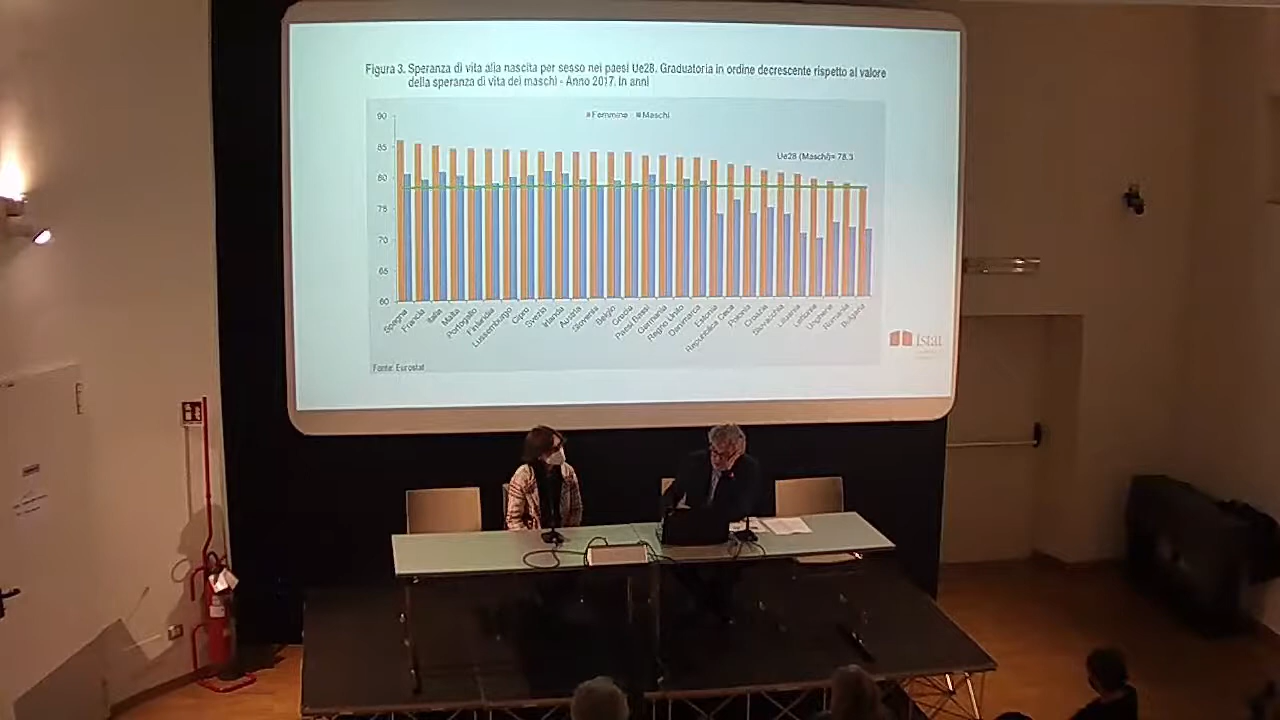 Figura 3. Speranza di vita alla nascita per sesso nei paesi Ue28. Graduatoria in ordine decrescente rispetto al valore
della speranza di vita dei maschi - Anno 2017. In anni
Femmine Maschi
Ue28 (Maschi)= 78.3
90
85
80
75
70
65
60
Spagna
Francia
Italia
Malta
Portogallo
Finlandia
Lussemburgo
Cipro
Svezia
Irlanda
Austria
Slovenia
Belgio
Grecia
Paesi Bassi
Germania
Regno Unito
Danimarca
Estonia
Repubblica Ceca
Polonia
Croazia
Slovacchia
Lituania
Lettonia
Ungheria
Romania
Bulgaria
Fonte: Eurostat
Istat